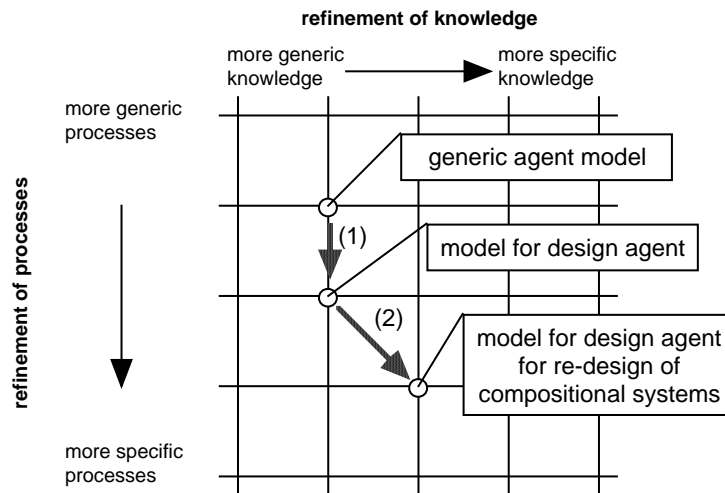 refinement of knowledge
more generic
knowledge
more specific
knowledge
more generic
processes
generic agent model
(1)
model for design agent
refinement of processes
(2)
model for design agent
for re-design of
compositional systems
more specific
processes